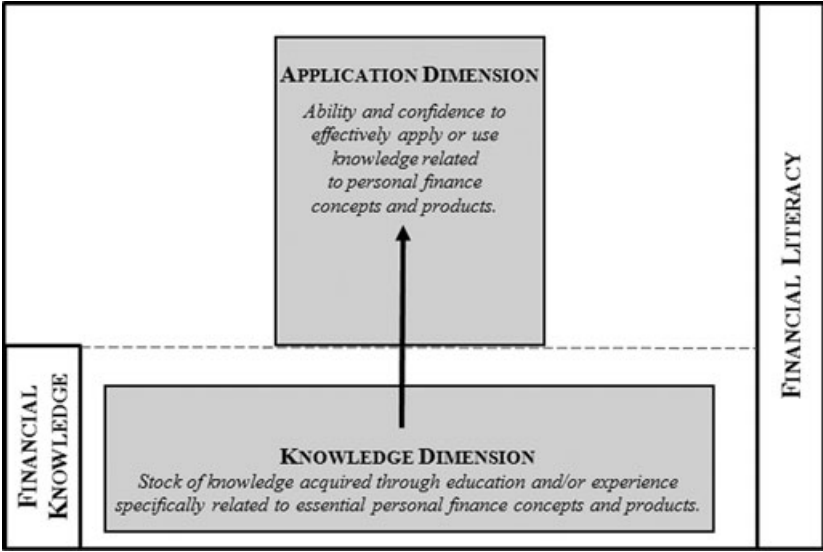 APPLICATION DIMENSION
Ability and confidence to
effectively apply or use
knowledge related
to personal finance
concepts and products.
FINANCIAL LITERACY
FINANCIAL
KNOWLEDGE
KNOWLEDGE DIMENSION
Stock of knowledge acquired through education and/or experience
specifically related to essential personal finance concepts and products.